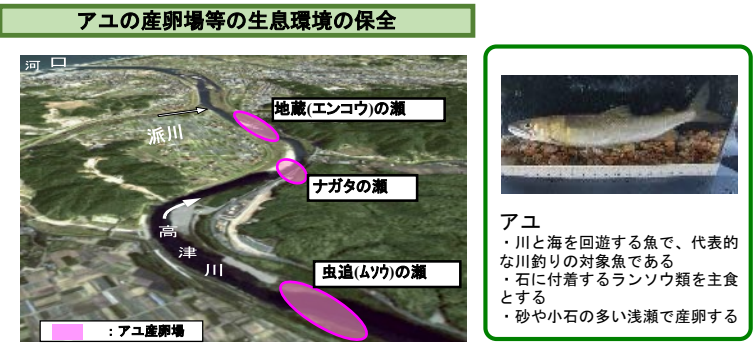 アユの産卵場等の生息環境の保全
河口
地蔵(エンコウ)の瀬
派川
ナガタの瀬
高津川
虫追(ムソウ)の瀬
：アユ産卵場
アユ
・川と海を回遊する魚で、代表的
な川釣りの対象魚である
・石に付着するランソウ類を主食
とする
・砂や小石の多い浅瀬で産卵する